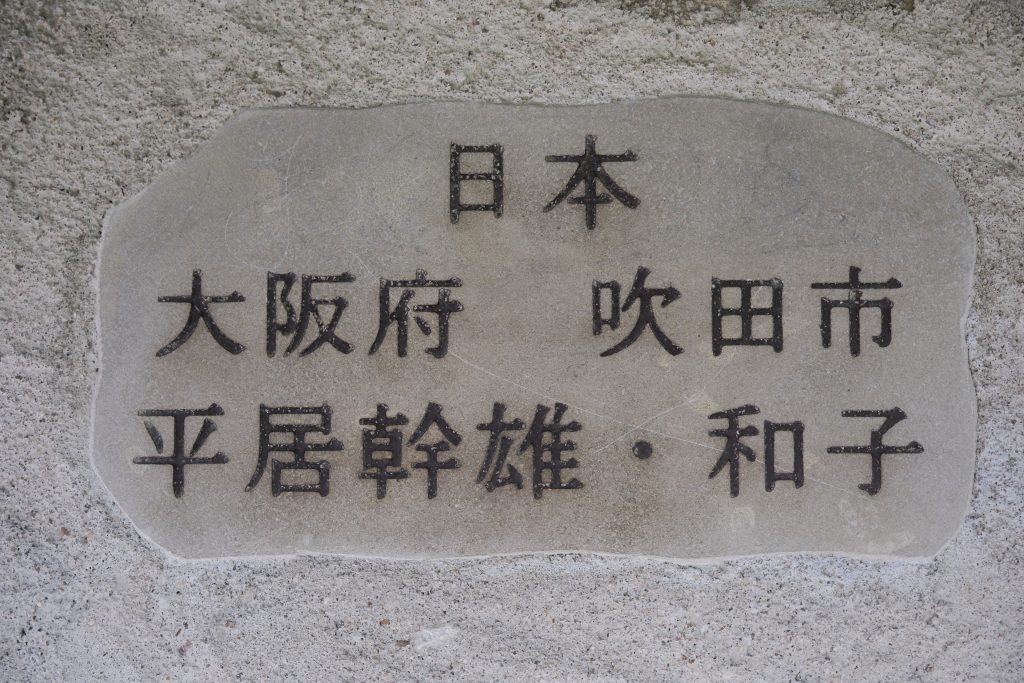 日本
大阪府　吹田市
平居幹雄・和子